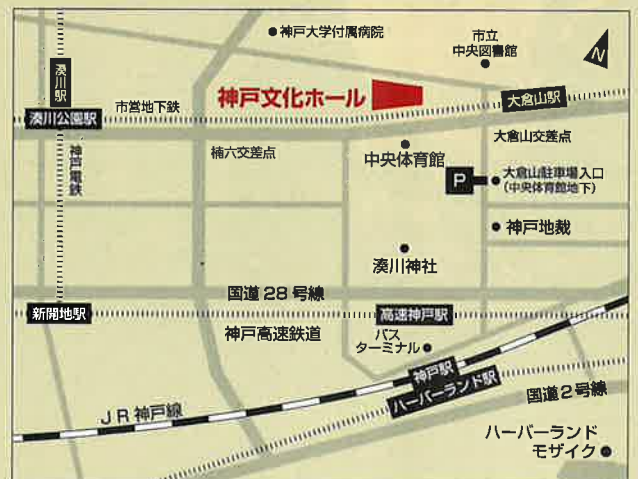 神戸大学付属病院
市立
中央図書館
N
湊川駅
神戸文化ホール
大倉山駅
市営地下鉄
湊川公園駅
大倉山交差点
楠六交差点
中央体育館
神戸電鉄
P
大倉山駐車場入口
(中央体育館地下)
神戸地裁
湊川神社
国道28号線
新開地駅
高速神戸駅
神戸高速鉄道
バス
ターミナル
神戸駅
ハーバーランド駅
国道2号線
JR神戸線
ハーバーランド
モザイク